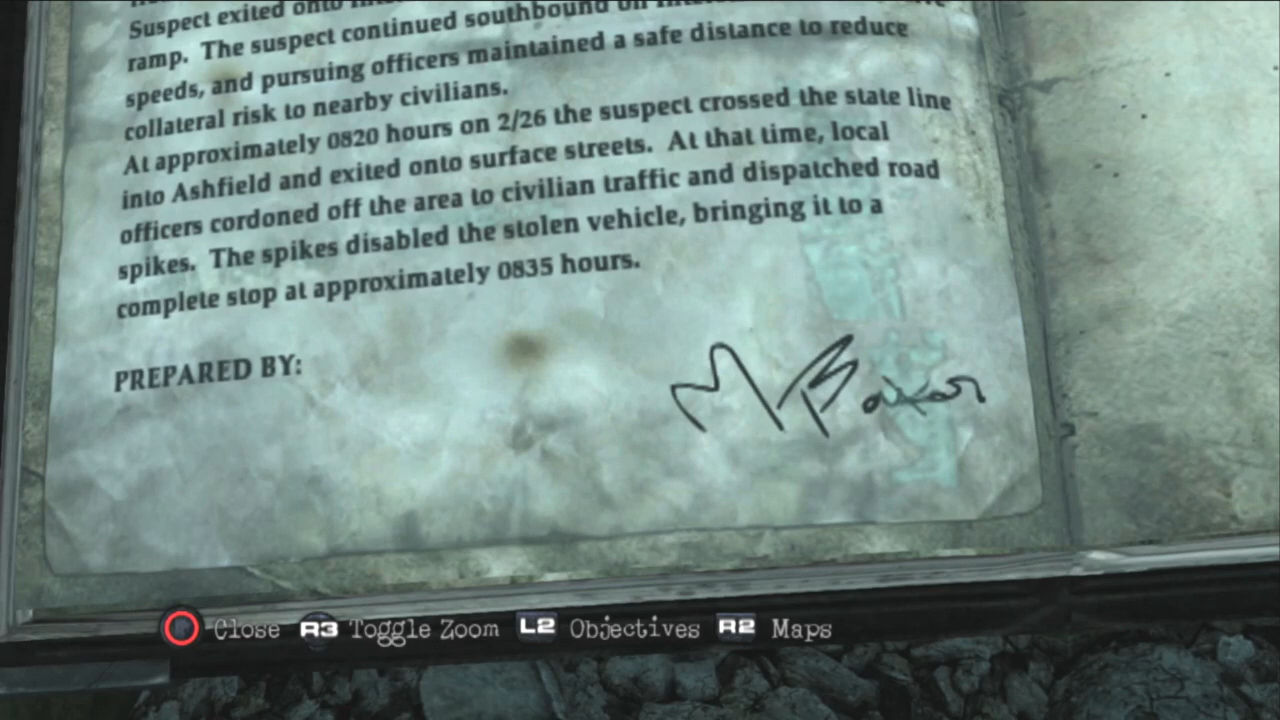 Suspect exited onto
ramp. The suspect continued southbound on
speeds, and pursuing officers maintained a safe distance to reduce
collateral risk to nearby civilians.
At approximately 0820 hours on 2/26 the suspect crossed the state line
into Ashfield and exited onto surface streets. At that time, local
officers cordoned off the area to civilian traffic and dispatched road
spikes. The spikes disabled the stolen vehicle, bringing it to a
complete stop at approximately 0835 hours.
PREPARED BY:
M Baker
Close R3 Toggle Zoom L2 Objectives R2 Maps